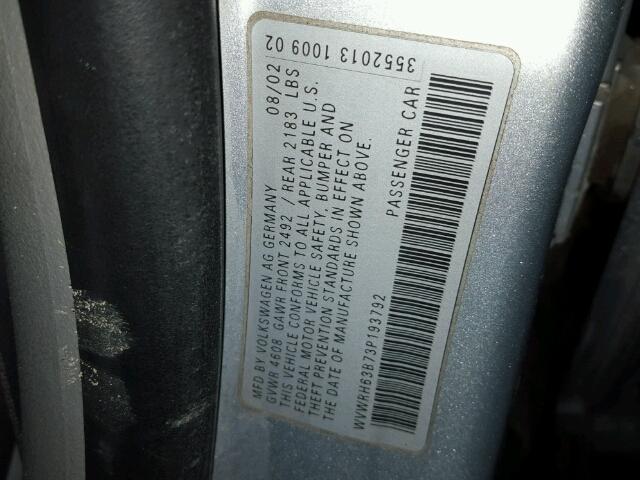 MFD BY VOLKSWAGEN AG GERMANY 08/02
GVWR 4608 GAWR FRONT 2492 / REAR 2183 LBS
THIS VEHICLE CONFORMS TO ALL APPLICABLE U.S.
FEDERAL MOTOR VEHICLE SAFETY, BUMPER AND
THEFT PREVENTION STANDARDS IN EFFECT ON
THE DATE OF MANUFACTURE SHOWN ABOVE.
WVWRH63B73P193792 PASSENGER CAR
3552013 1009 02